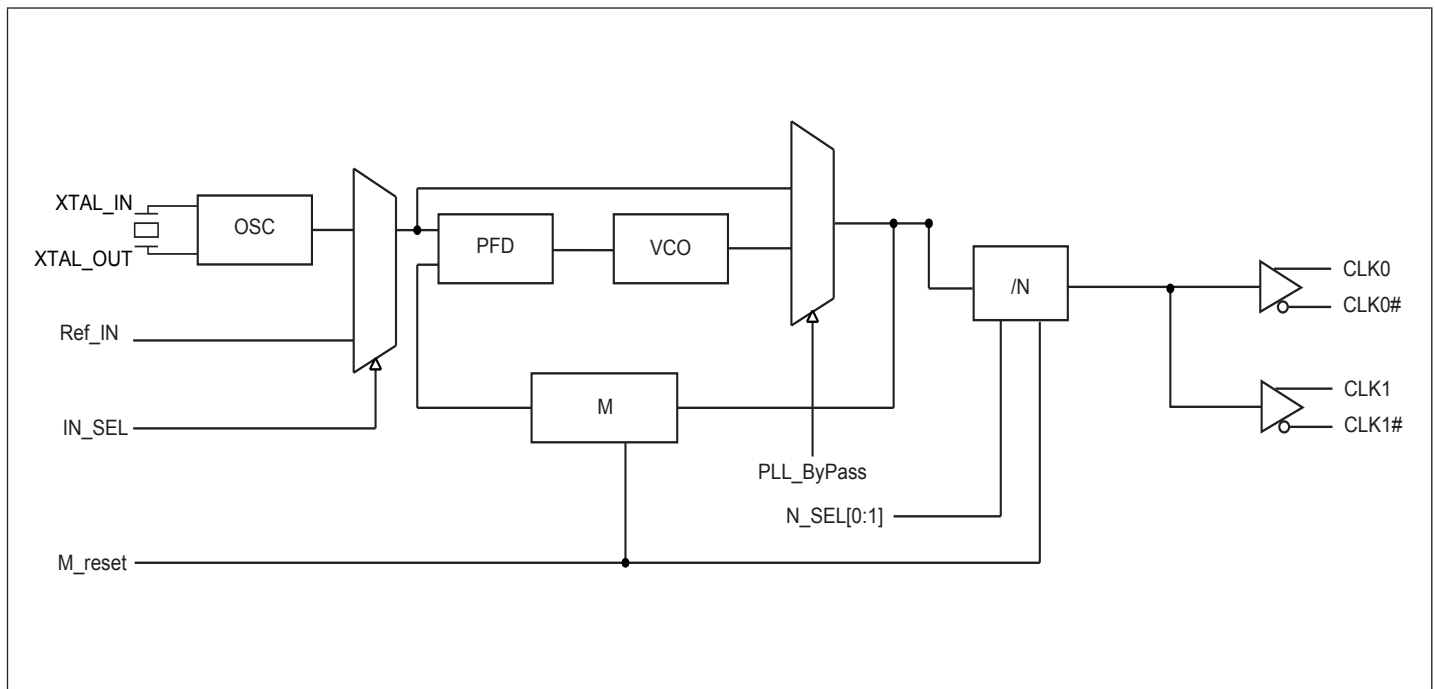 XTAL_IN
XTAL_OUT
OSC
PFD
VCO
/N
CLK0
CLK0#
Ref_IN
M
CLK1
CLK1#
IN_SEL
PLL_ByPass
N_SEL[0:1]
M_reset